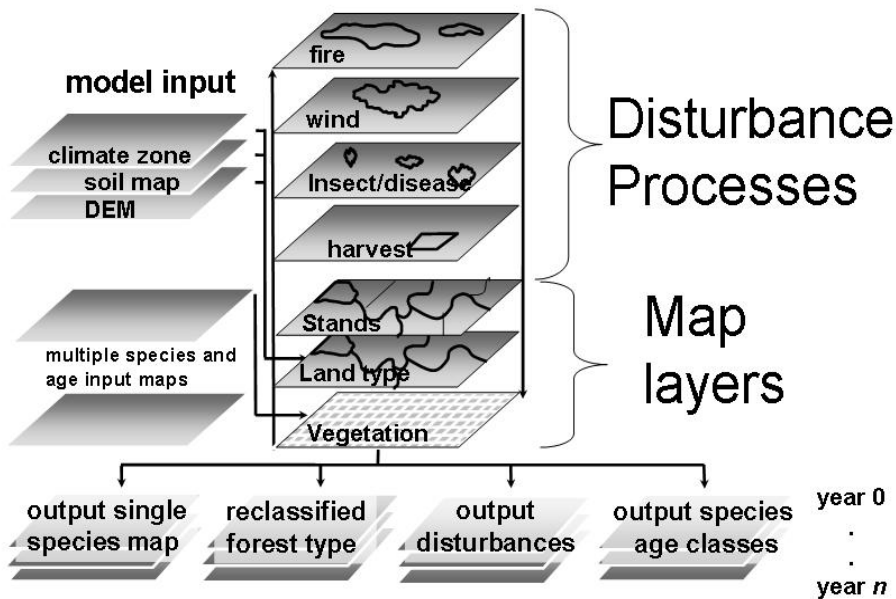 model input
climate zone
soil map
DEM
multiple species and
age input maps
fire
wind
Insect/disease
harvest
Stands
Land type
Vegetation
Disturbance
Processes
Map
layers
output single
species map
reclassified
forest type
output
disturbances
output species
age classes
year 0
.
.
year n